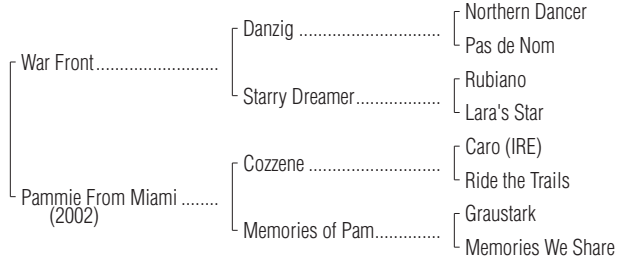 Northern Dancer
Danzig ..............................
Pas de Nom
War Front..........................
Rubiano
Starry Dreamer..................
Lara's Star
Caro (IRE)
Cozzene ............................
Ride the Trails
Pammie From Miami ........
(2002)
Graustark
Memories of Pam..............
Memories We Share